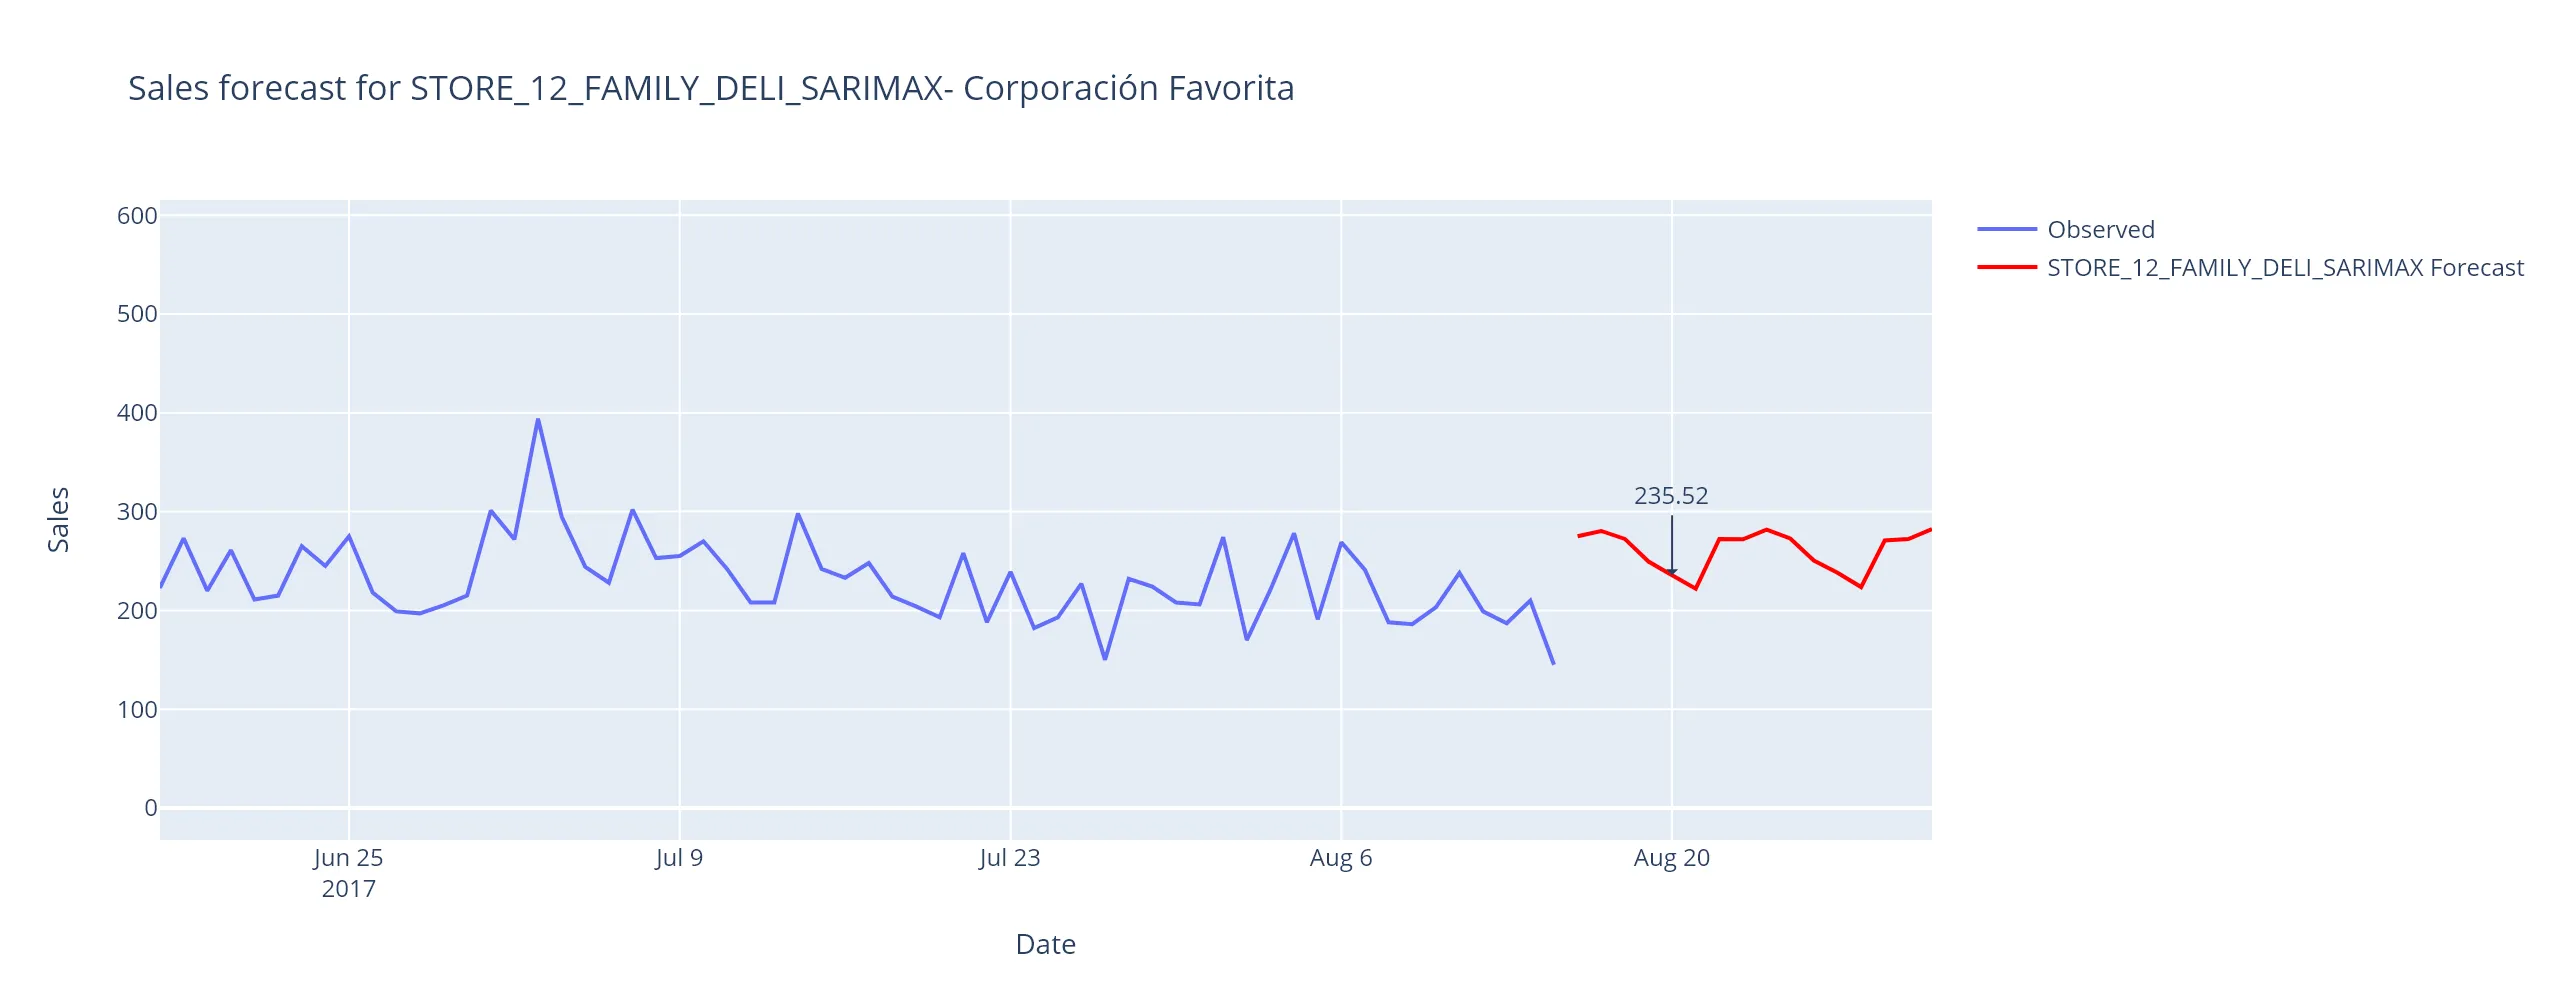 Sales forecast for STORE_12_FAMILY_DELI_SARIMAX- Corporación Favorita
Observed
STORE_12_FAMILY_DELI_SARIMAX Forecast
600
500
400
300
200
100
0
Sales
235.52
Jun 25
2017
Jul 9
Jul 23
Aug 6
Aug 20
Date